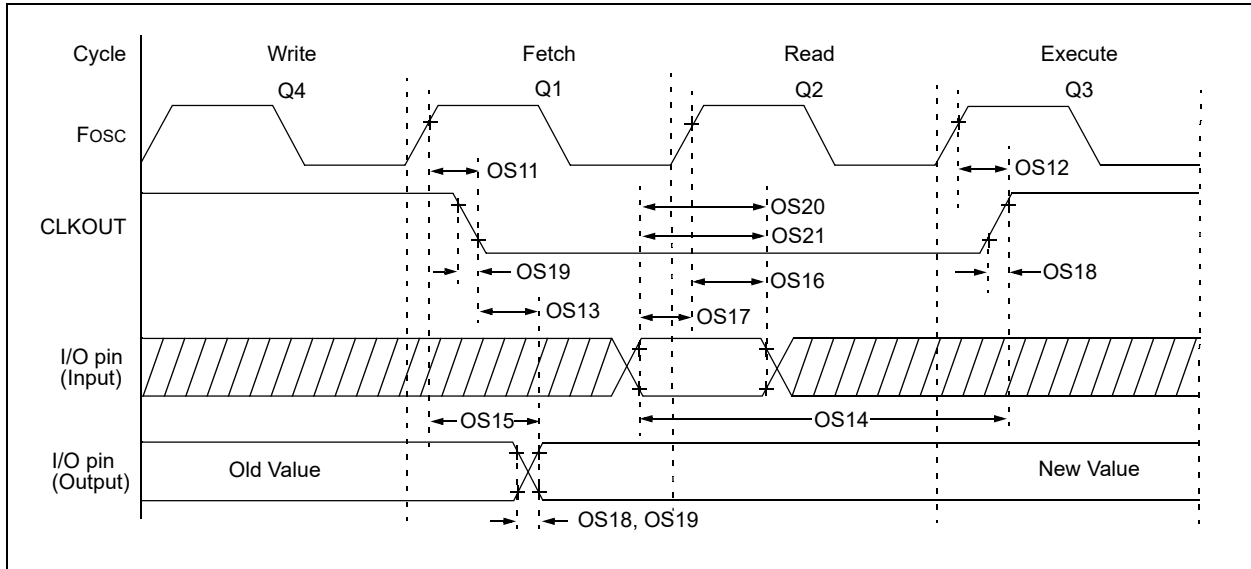 Cycle Write Fetch Read Execute
Q4 Q1 Q2 Q3
FOSC
OS11 OS12
OS20
CLKOUT
OS21
OS19 OS16 OS18
OS13 OS17
I/O pin
(Input)
OS15 OS14
I/O pin
(Output)
Old Value New Value
OS18, OS19